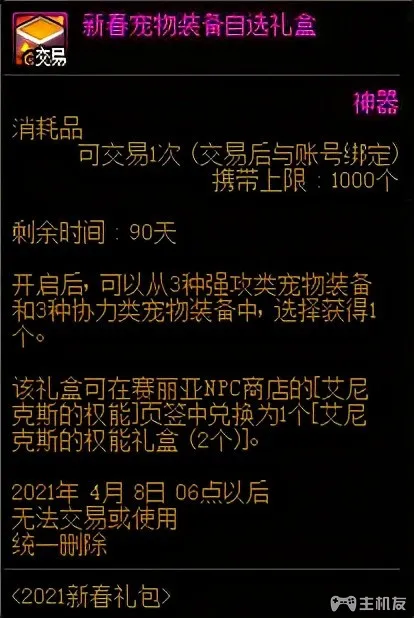 新春宠物装备自选礼盒
交易
神器
消耗品
可交易1次 (交易后与账号绑定)
携带上限 : 1000个
剩余时间 : 90天
开启后, 可以从3种强攻类宠物装备
和3种协力类宠物装备中, 选择获得1
个。
该礼盒可在赛丽亚NPC商店的[艾尼
克斯的权能]页签中兑换为1个[艾尼
克斯的权能礼盒 (2个)]。
2021年 4月 8日 06点以后
无法交易或使用
统一删除
<2021新春礼包>
主机友